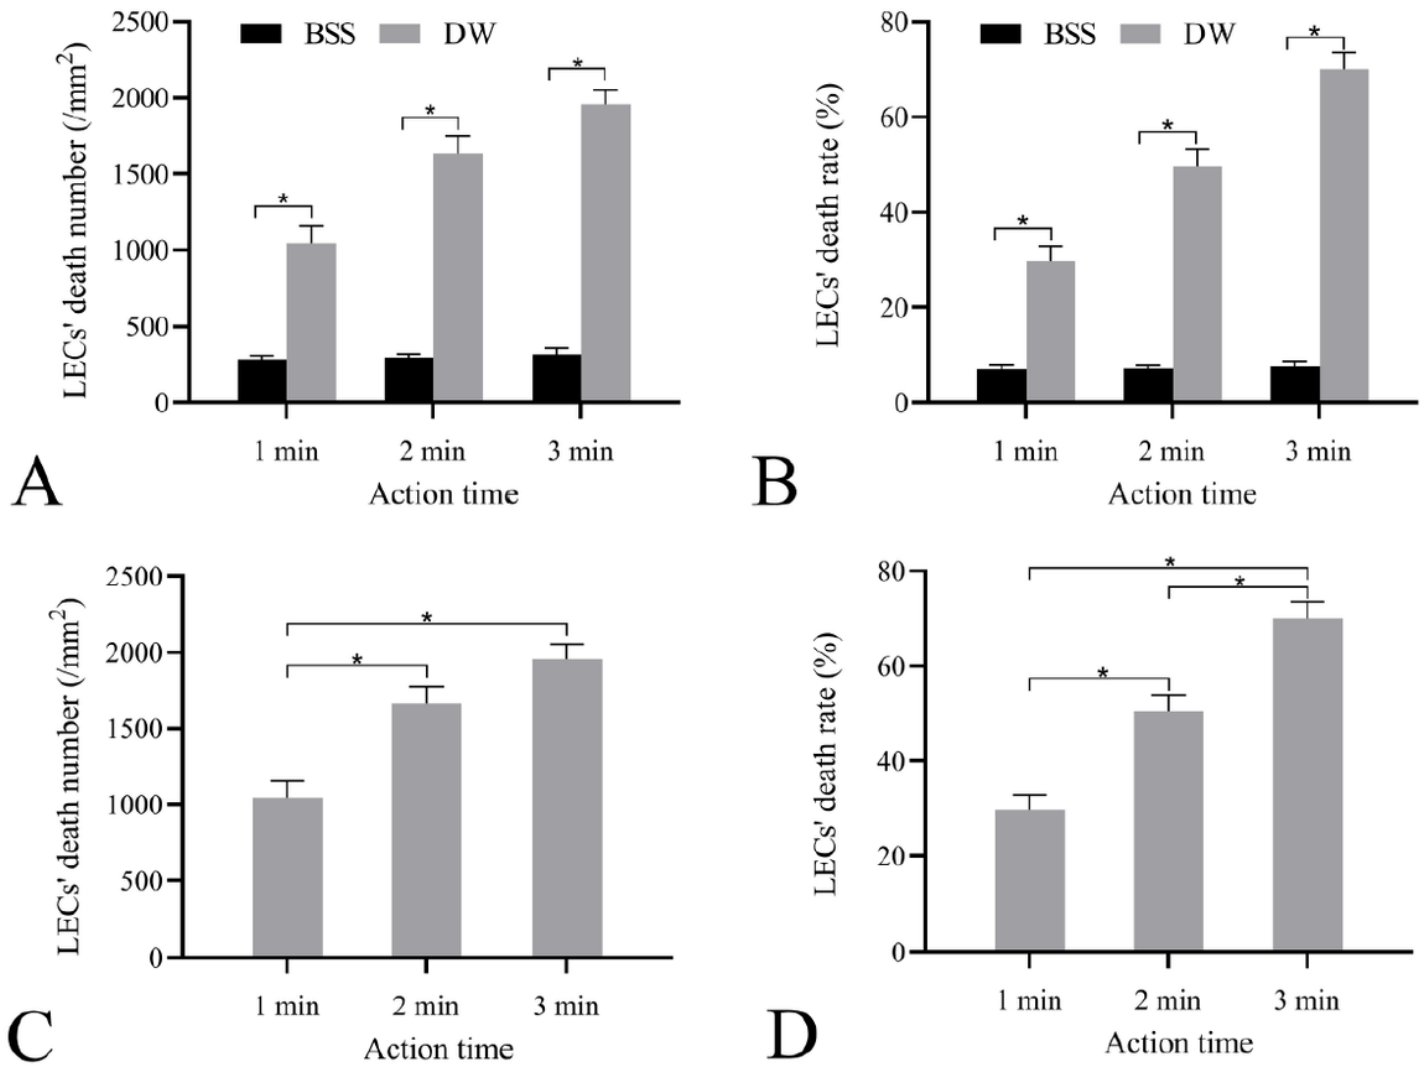 BSS DW
LECs' death number (/mm²)
2500
2000
1500
1000
500
0
*
*
*
1 min 2 min 3 min
Action time
A
BSS DW
LECs' death rate (%)
80
60
40
20
0
*
*
*
1 min 2 min 3 min
Action time
B
LECs' death number (/mm²)
2500
2000
1500
1000
500
0
*
*
1 min 2 min 3 min
Action time
C
LECs' death rate (%)
80
60
40
20
0
*
*
*
1 min 2 min 3 min
Action time
D